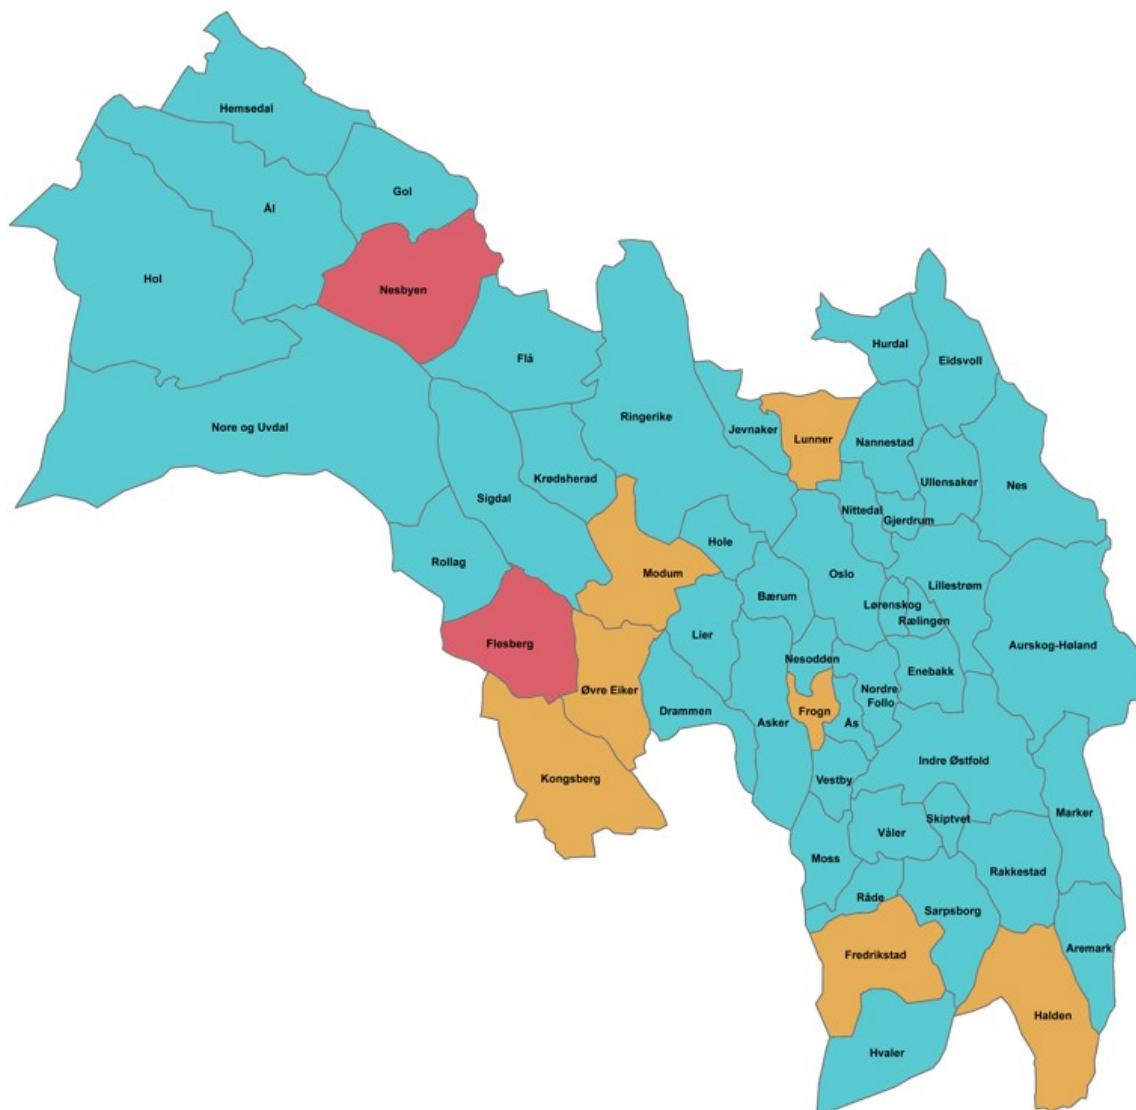 Hemsedal
Gol
Ål
Hol
Nesbyen
Flå
Hurdal
Eidsvoll
Ringerike
Nore og Uvdal
Jevnaker
Lunner
Nannestad
Krødsherad
Ullensaker
Nes
Sigdal
Nittedal
Gjerdrum
Hole
Rollag
Modum
Oslo
Lillestrøm
Bærum
Lørenskog
Rælingen
Lier
Flesberg
Aurskog-Høland
Nesodden
Enebakk
Øvre Eiker
Nordre
Follo
Drammen
Frogn
Asker
Ås
Indre Østfold
Kongsberg
Vestby
Marker
Skiptvet
Våler
Moss
Rakkestad
Råde
Sarpsborg
Aremark
Fredrikstad
Halden
Hvaler